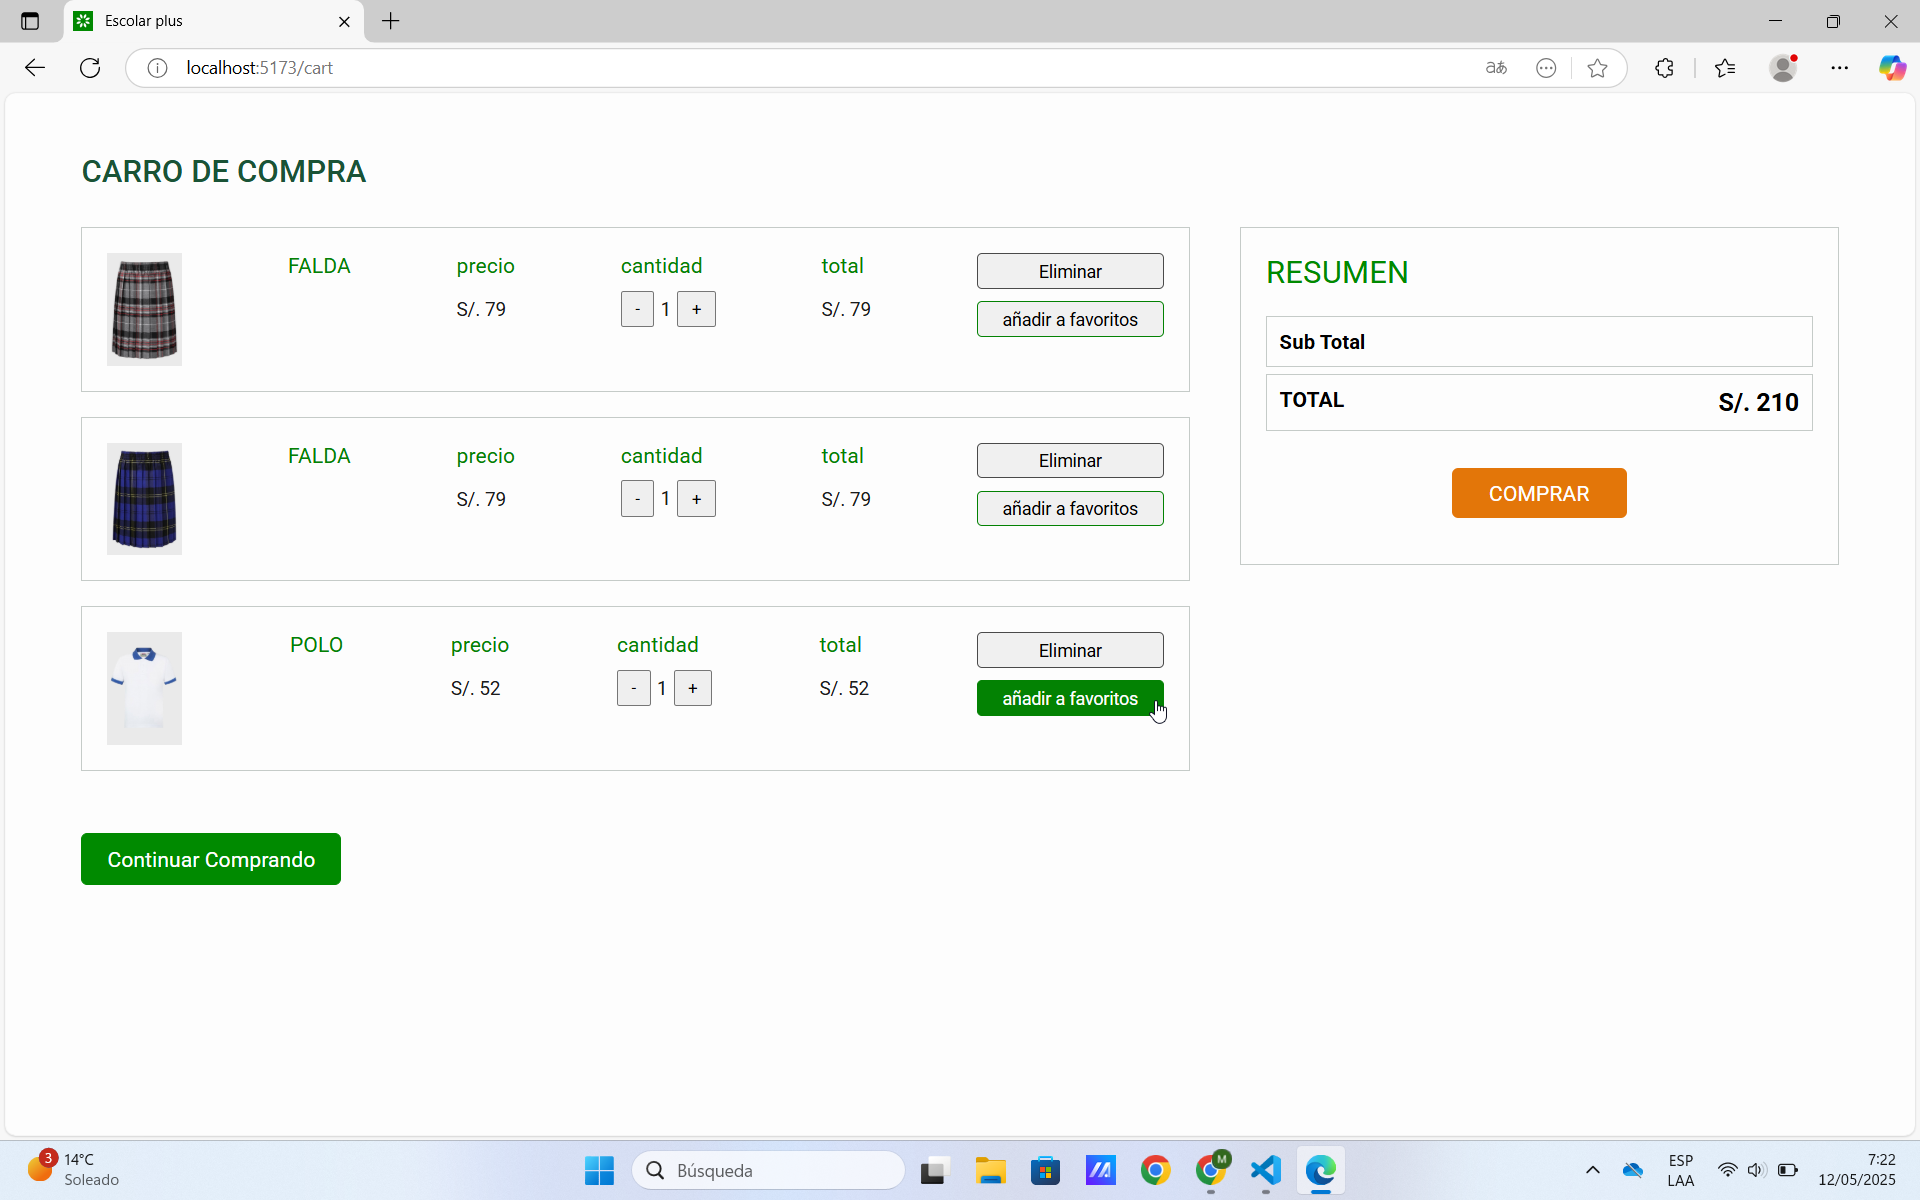 Escolar plus
localhost:5173/cart
CARRO DE COMPRA
FALDA precio cantidad total Eliminar
S/. 79 - 1 + S/. 79 añadir a favoritos
FALDA precio cantidad total Eliminar
S/. 79 - 1 + S/. 79 añadir a favoritos
POLO precio cantidad total Eliminar
S/. 52 - 1 + S/. 52 añadir a favoritos
Continuar Comprando
RESUMEN
Sub Total
TOTAL S/. 210
COMPRAR
3
14°C
Soleado
Búsqueda
M
ESP
LAA
7:22
12/05/2025